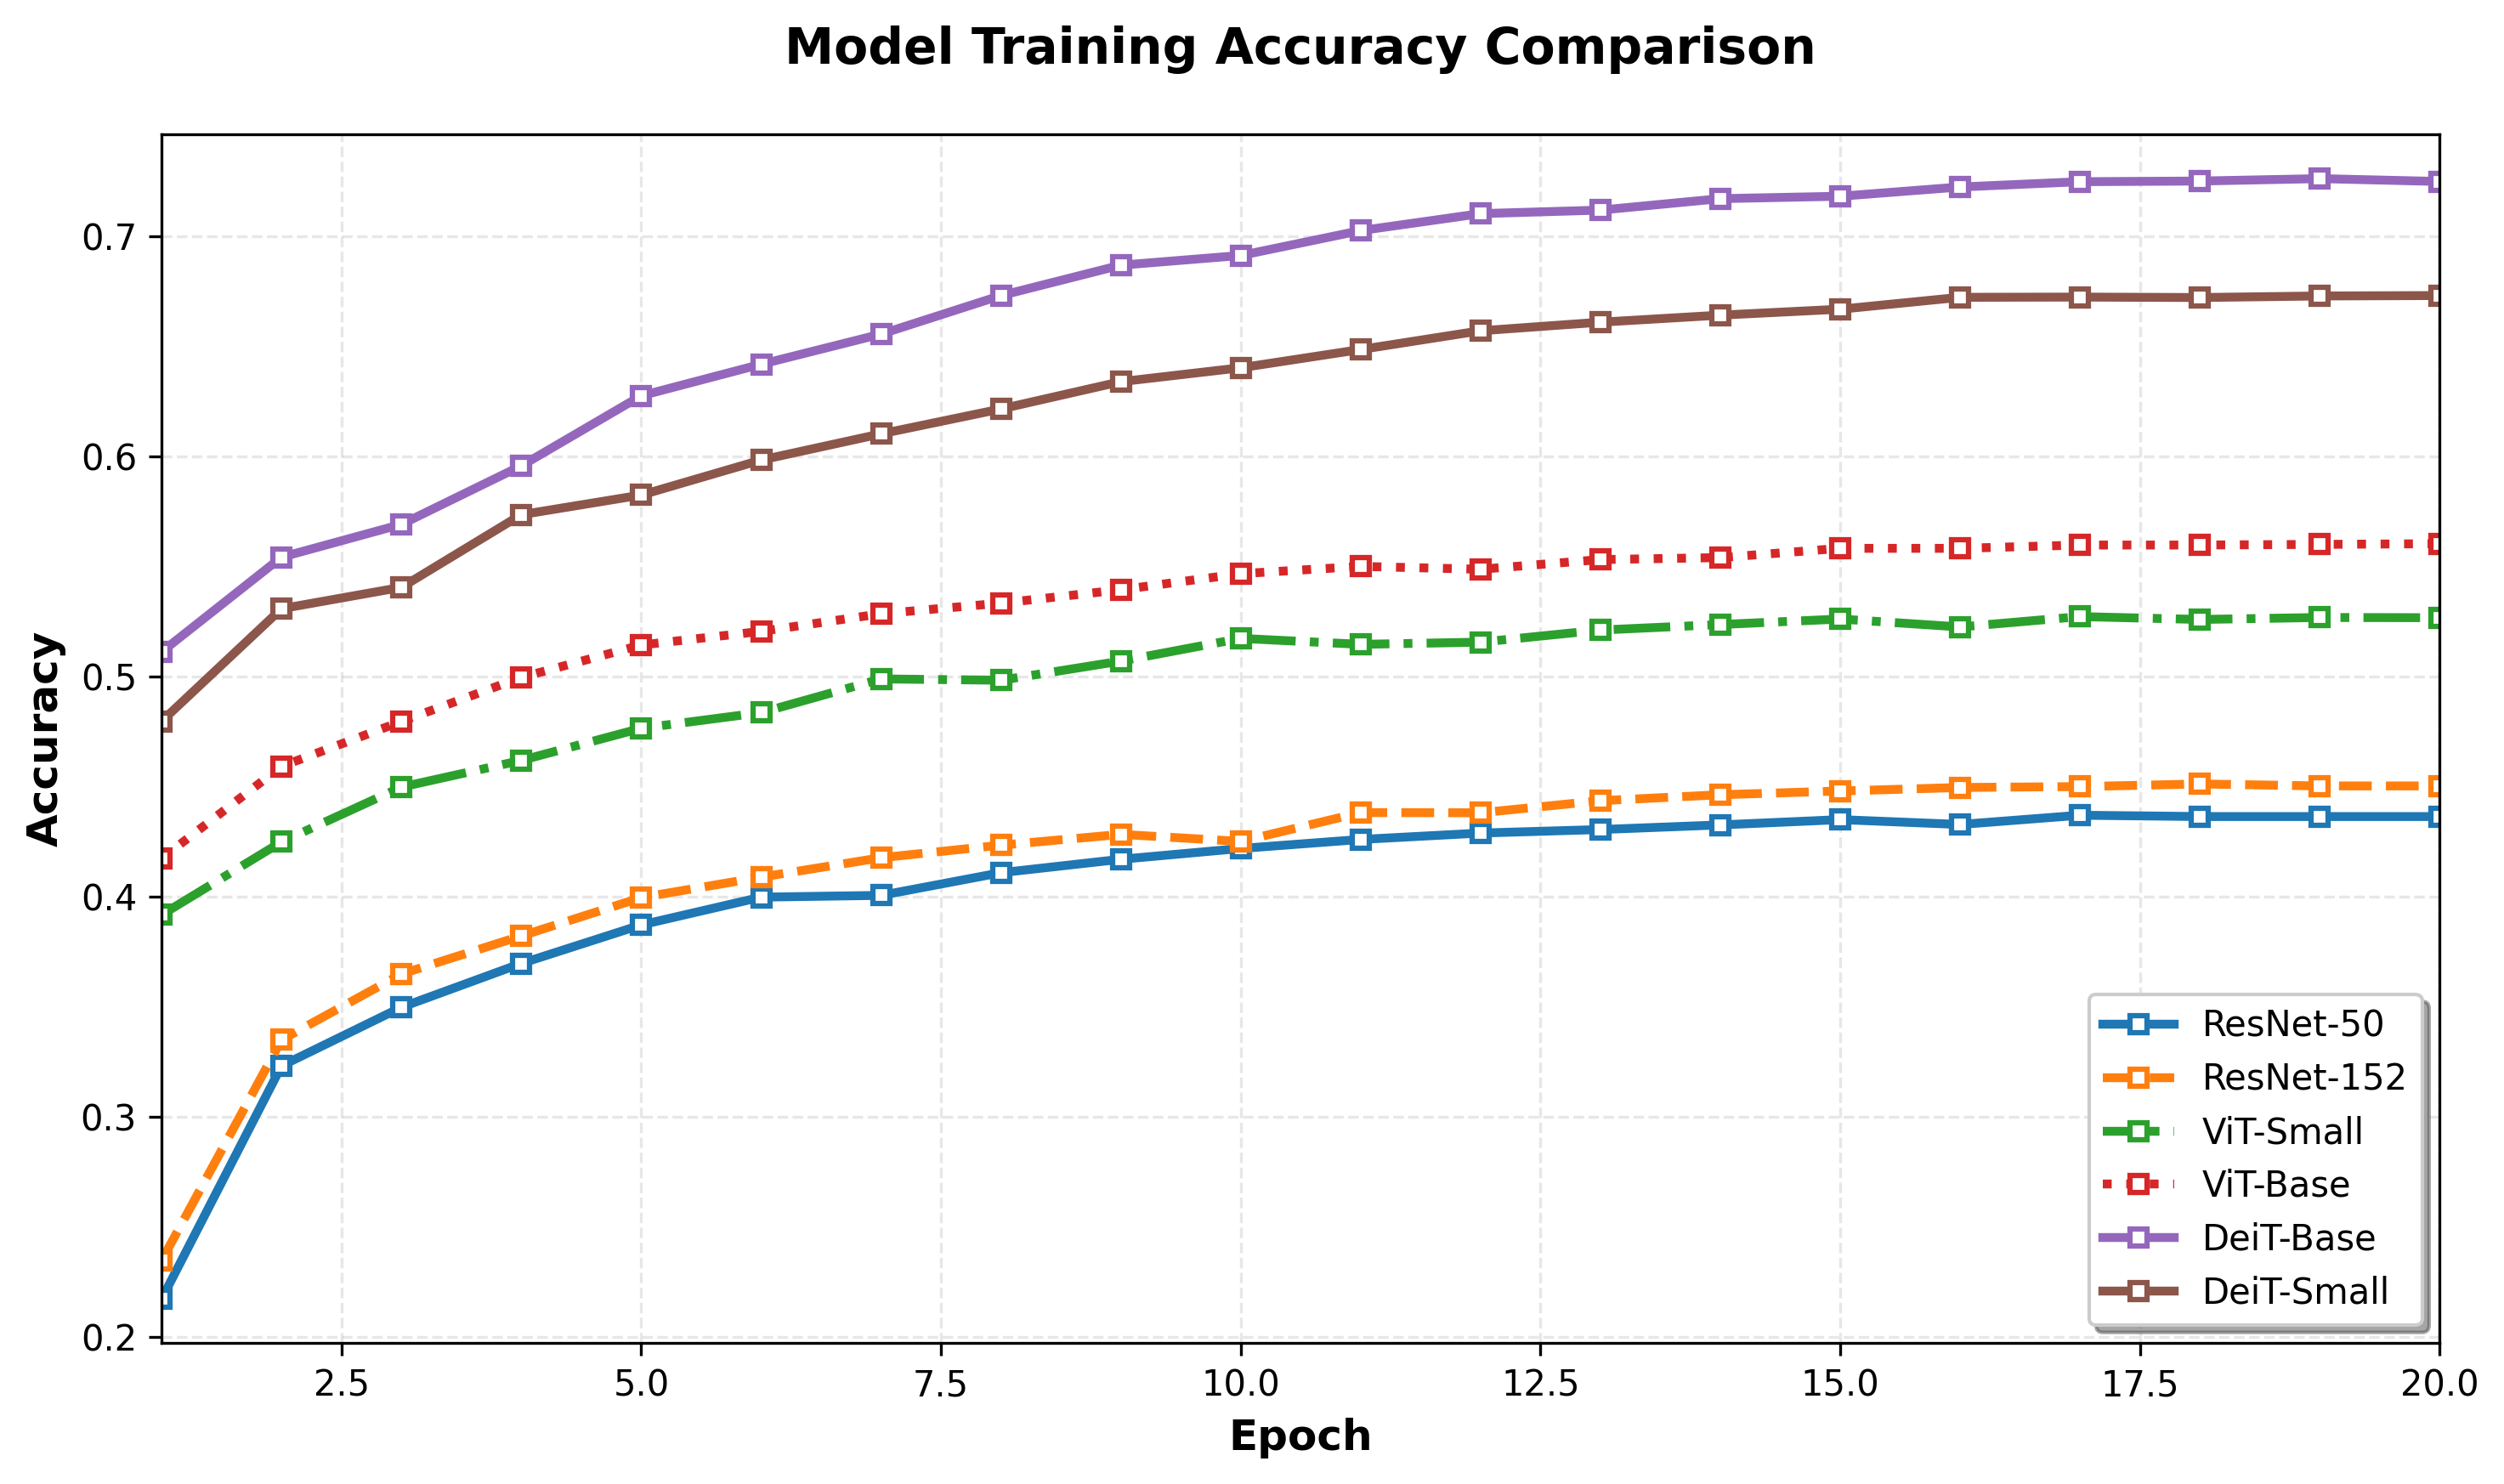 Model Training Accuracy Comparison
Accuracy
0.7
0.6
0.5
0.4
0.3
0.2
2.5 5.0 7.5 10.0 12.5 15.0 17.5 20.0
Epoch
ResNet-50
ResNet-152
ViT-Small
ViT-Base
DeiT-Base
DeiT-Small